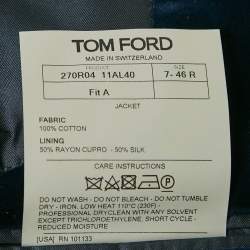 TOM FORD
MADE IN SWITZERLAND
PRODUCT SIZE
270R04 11AL40 7- 46 R
Fit A
JACKET
FABRIC
100% COTTON
LINING
50% RAYON CUPRO - 50% SILK
DO NOT WASH - DO NOT BLEACH - DO NOT TUMBLE
DRY - IRON, LOW HEAT 110°C (230F) -
PROFESSIONAL DRYCLEAN WITH ANY SOLVENT
EXCEPT TRICHLOROETHYLENE, SHORT CYCLE -
REDUCED MOISTURE
[USA] RN 101133